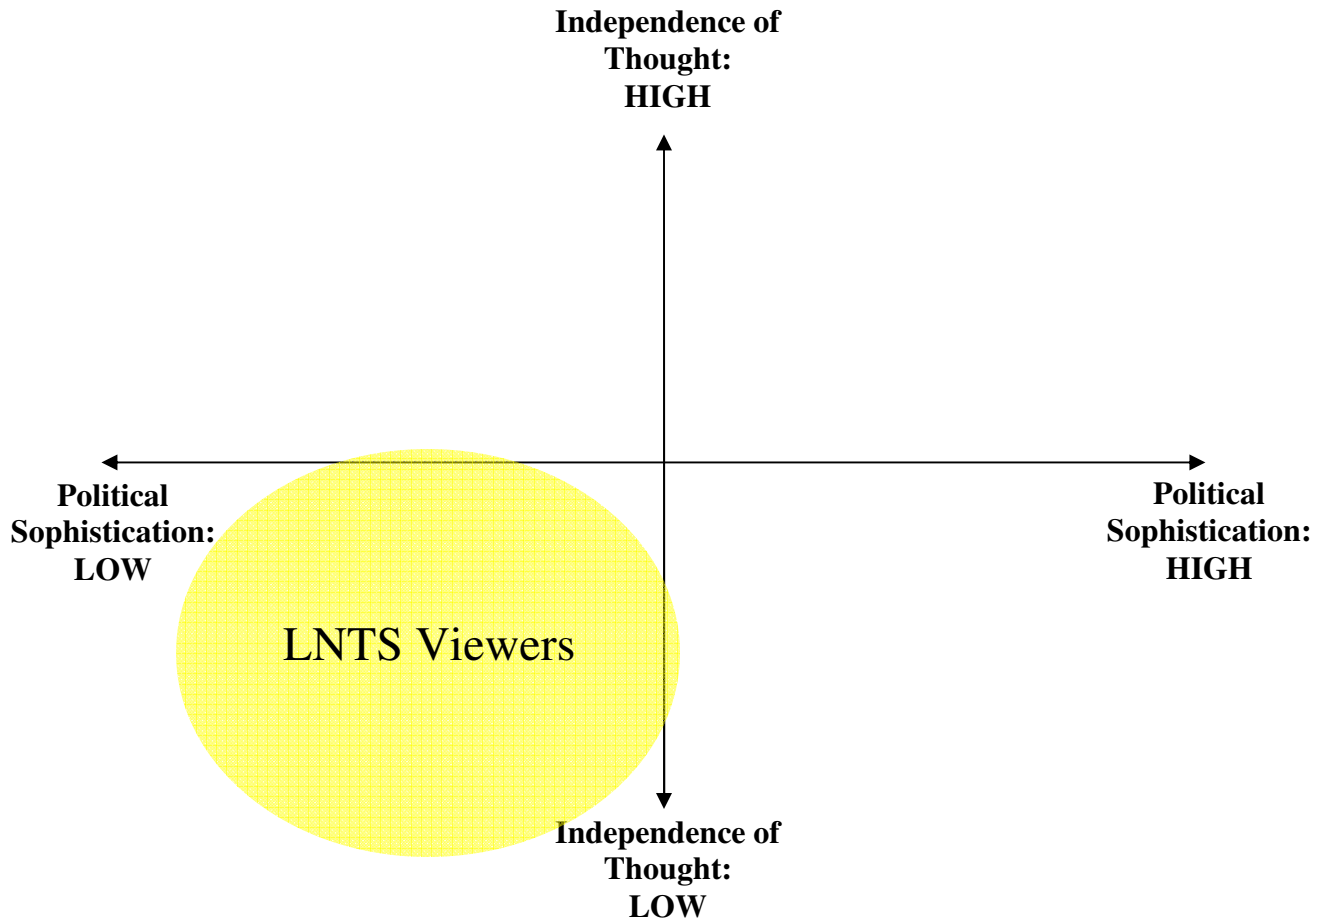 Independence of
Thought:
HIGH
Political
Sophistication:
LOW
Political
Sophistication:
HIGH
LNTS Viewers
Independence of
Thought:
LOW